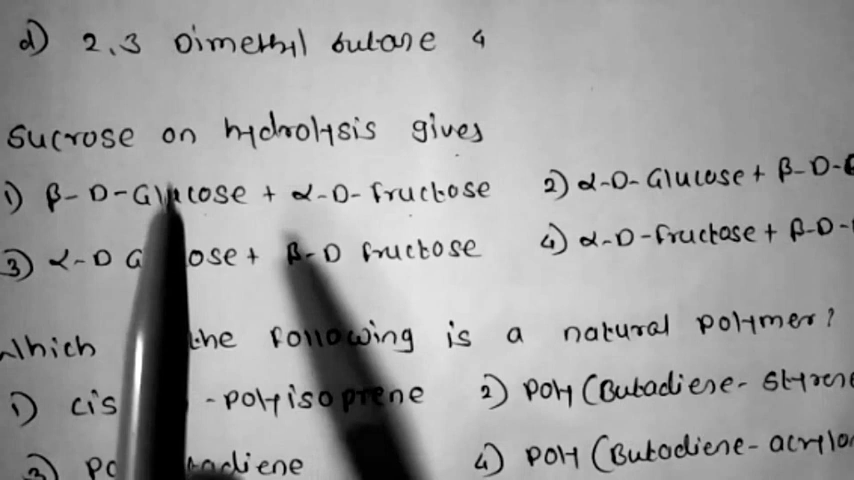 d) 2,3 Dimethyl butane 4
Sucrose on hydrolysis gives
1) β-D-Glucose + α-D-fructose 2) α-D-Glucose + β-D-G
3) α-D G ose + β-D fructose 4) α-D-fructose + β-D-
Which the following is a natural polymer?
1) cis -polyisoprene 2) Poly (Butadiene- styrene
3) Po adiene 4) Poly (Butadiene-acrylo